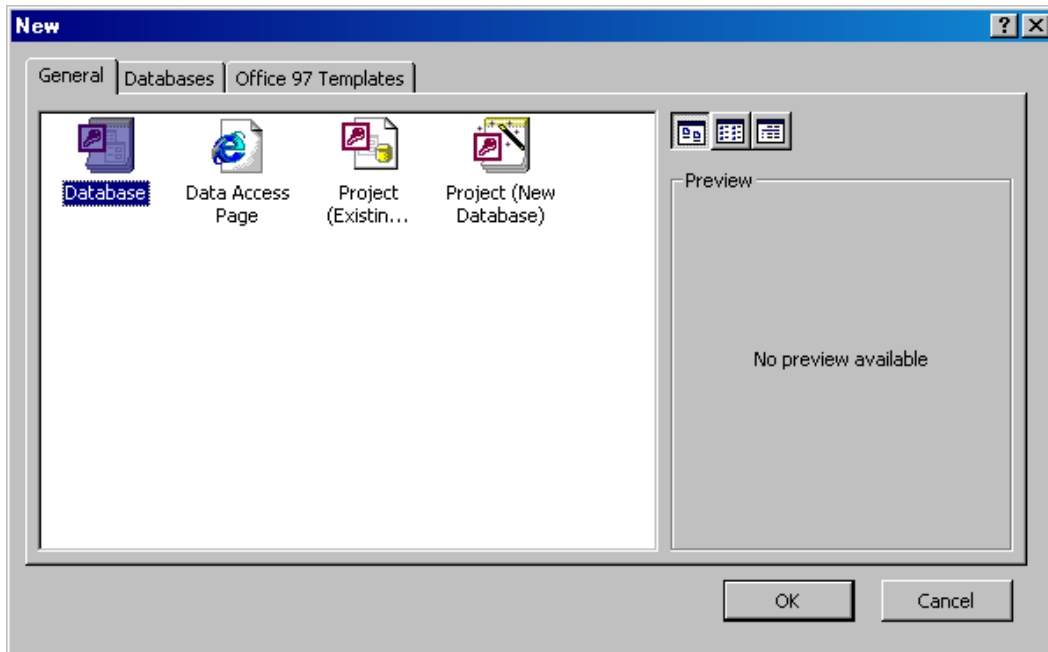 New
General Databases Office 97 Templates
Database
Data Access
Page
Project
(Existin...
Project (New
Database)
Preview
No preview available
OK Cancel